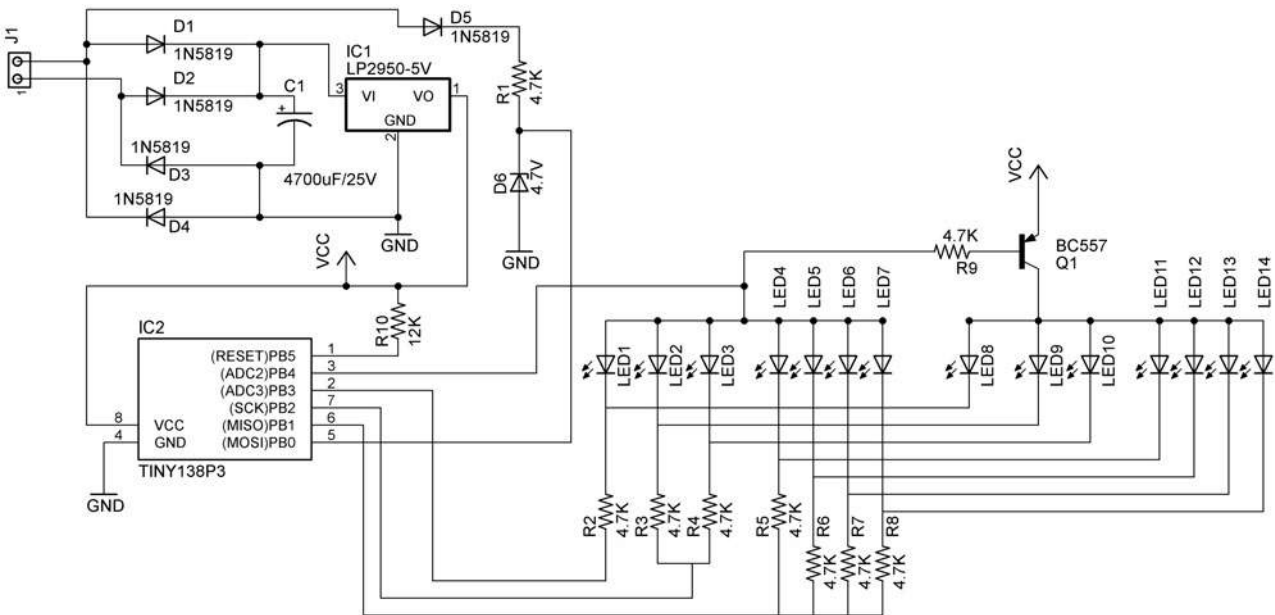 J1
1
D1
1N5819
D2
1N5819
1N5819
D3
1N5819
D4
C1
+
4700uF/25V
D5
1N5819
IC1
LP2950-5V
3 VI VO 1
GND
2
GND
R1
4.7K
D6
4.7V
GND
VCC
R10
12K
IC2
(RESET)PB5 1
(ADC2)PB4 3
(ADC3)PB3 2
(SCK)PB2 7
(MISO)PB1 6
(MOSI)PB0 5
8 VCC
4 GND
TINY138P3
GND
VCC
4.7K
R9
BC557
Q1
LED4
LED5
LED6
LED7
LED11
LED12
LED13
LED14
LED1
LED2
LED3
LED8
LED9
LED10
R2
4.7K
R3
4.7K
R4
4.7K
R5
4.7K
R6
4.7K
R7
4.7K
R8
4.7K